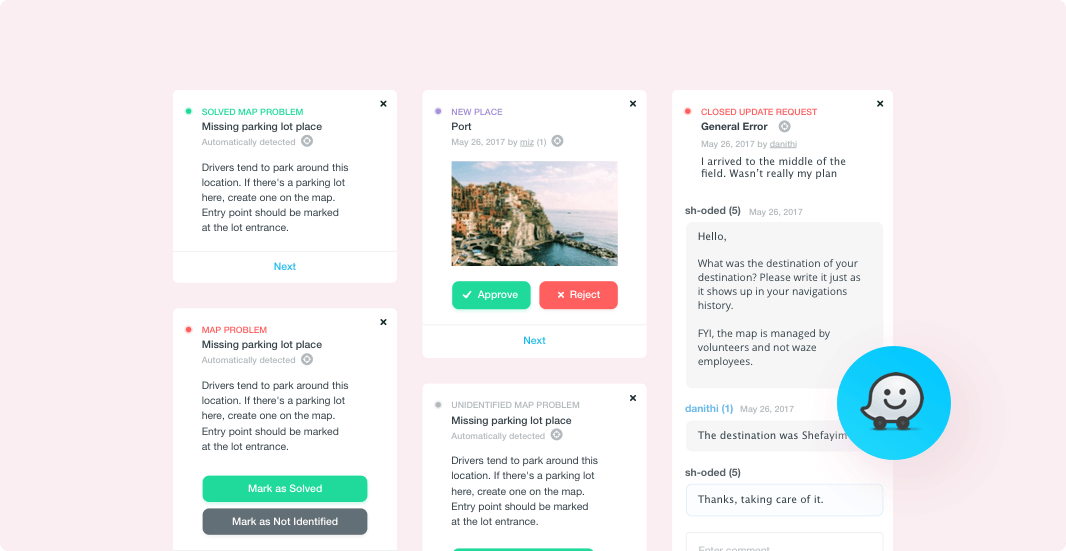 SOLVED MAP PROBLEM
Missing parking lot place
Automatically detected
Drivers tend to park around this
location. If there's a parking lot
here, create one on the map.
Entry point should be marked
at the lot entrance.
Next
MAP PROBLEM
Missing parking lot place
Automatically detected
Drivers tend to park around this
location. If there's a parking lot
here, create one on the map.
Entry point should be marked
at the lot entrance.
Mark as Solved
Mark as Not Identified
NEW PLACE
Port
May 26, 2017 by miz (1)
Approve
Reject
Next
UNIDENTIFIED MAP PROBLEM
Missing parking lot place
Automatically detected
Drivers tend to park around this
location. If there's a parking lot
here, create one on the map.
Entry point should be marked
at the lot entrance.
CLOSED UPDATE REQUEST
General Error
May 26, 2017 by danithi
I arrived to the middle of the
field. Wasn't really my plan
sh-oded (5) May 26, 2017
Hello,
What was the destination of your
destination? Please write it just as
it shows up in your navigations
history.
FYI, the map is managed by
volunteers and not waze
employees.
danithi (1) May 26, 2017
The destination was Shefayim
sh-oded (5)
Thanks, taking care of it.
Enter comment